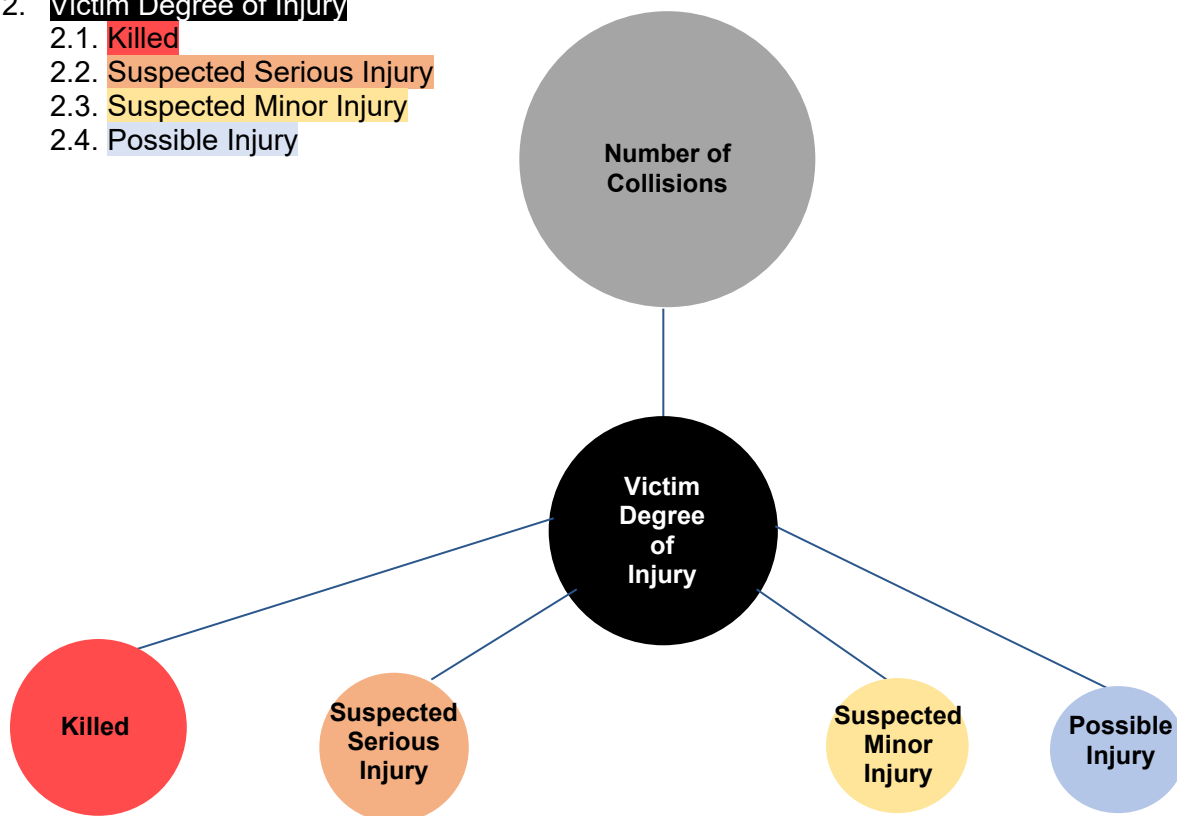 2. Victim Degree of Injury
2.1. Killed
2.2. Suspected Serious Injury
2.3. Suspected Minor Injury
2.4. Possible Injury
Number of
Collisions
Victim
Degree
of
Injury
Killed
Suspected
Serious
Injury
Suspected
Minor
Injury
Possible
Injury